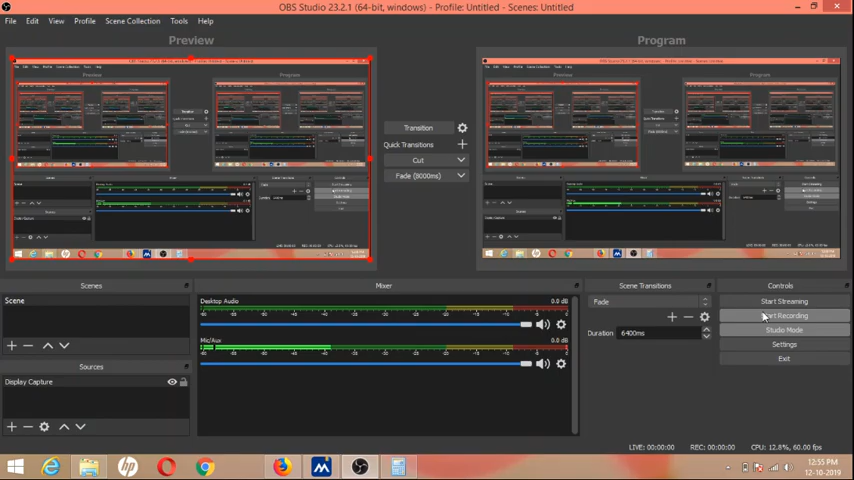 OBS Studio 23.2.1 (64-bit, windows) - Profile: Untitled - Scenes: Untitled
File Edit View Profile Scene Collection Tools Help
Preview
Program
Transition
Quick Transitions
Cut
Fade (8000ms)
Scenes
Mixer
Scene Transitions
Controls
Scene
Desktop Audio
0.0 dB
Fade
Start Streaming
Start Recording
Mic/Aux
0.0 dB
Duration
6400ms
Studio Mode
Settings
Exit
Sources
Display Capture
LIVE: 00:00:00
REC: 00:00:00
CPU: 12.8%, 60.00 fps
hp
12:55 PM
12-10-2019